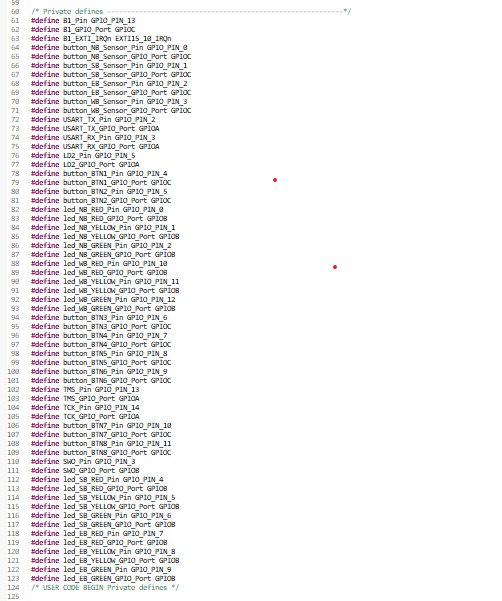 59
60 /* Private defines -----------------------------------------------------------*/
61 #define B1_Pin GPIO_PIN_13
62 #define B1_GPIO_Port GPIOC
63 #define B1_EXTI_IRQn EXTI15_10_IRQn
64 #define button_NB_Sensor_Pin GPIO_PIN_0
65 #define button_NB_Sensor_GPIO_Port GPIOC
66 #define button_SB_Sensor_Pin GPIO_PIN_1
67 #define button_SB_Sensor_GPIO_Port GPIOC
68 #define button_EB_Sensor_Pin GPIO_PIN_2
69 #define button_EB_Sensor_GPIO_Port GPIOC
70 #define button_WB_Sensor_Pin GPIO_PIN_3
71 #define button_WB_Sensor_GPIO_Port GPIOC
72 #define USART_TX_Pin GPIO_PIN_2
73 #define USART_TX_GPIO_Port GPIOA
74 #define USART_RX_Pin GPIO_PIN_3
75 #define USART_RX_GPIO_Port GPIOA
76 #define LD2_Pin GPIO_PIN_5
77 #define LD2_GPIO_Port GPIOA
78 #define button_BTN1_Pin GPIO_PIN_4
79 #define button_BTN1_GPIO_Port GPIOC
80 #define button_BTN2_Pin GPIO_PIN_5
81 #define button_BTN2_GPIO_Port GPIOC
82 #define led_NB_RED_Pin GPIO_PIN_0
83 #define led_NB_RED_GPIO_Port GPIOB
84 #define led_NB_YELLOW_Pin GPIO_PIN_1
85 #define led_NB_YELLOW_GPIO_Port GPIOB
86 #define led_NB_GREEN_Pin GPIO_PIN_2
87 #define led_NB_GREEN_GPIO_Port GPIOB
88 #define led_WB_RED_Pin GPIO_PIN_10
89 #define led_WB_RED_GPIO_Port GPIOB
90 #define led_WB_YELLOW_Pin GPIO_PIN_11
91 #define led_WB_YELLOW_GPIO_Port GPIOB
92 #define led_WB_GREEN_Pin GPIO_PIN_12
93 #define led_WB_GREEN_GPIO_Port GPIOB
94 #define button_BTN3_Pin GPIO_PIN_6
95 #define button_BTN3_GPIO_Port GPIOC
96 #define button_BTN4_Pin GPIO_PIN_7
97 #define button_BTN4_GPIO_Port GPIOC
98 #define button_BTN5_Pin GPIO_PIN_8
99 #define button_BTN5_GPIO_Port GPIOC
100 #define button_BTN6_Pin GPIO_PIN_9
101 #define button_BTN6_GPIO_Port GPIOC
102 #define TMS_Pin GPIO_PIN_13
103 #define TMS_GPIO_Port GPIOA
104 #define TCK_Pin GPIO_PIN_14
105 #define TCK_GPIO_Port GPIOA
106 #define button_BTN7_Pin GPIO_PIN_10
107 #define button_BTN7_GPIO_Port GPIOC
108 #define button_BTN8_Pin GPIO_PIN_11
109 #define button_BTN8_GPIO_Port GPIOC
110 #define SWO_Pin GPIO_PIN_3
111 #define SWO_GPIO_Port GPIOB
112 #define led_SB_RED_Pin GPIO_PIN_4
113 #define led_SB_RED_GPIO_Port GPIOB
114 #define led_SB_YELLOW_Pin GPIO_PIN_5
115 #define led_SB_YELLOW_GPIO_Port GPIOB
116 #define led_SB_GREEN_Pin GPIO_PIN_6
117 #define led_SB_GREEN_GPIO_Port GPIOB
118 #define led_EB_RED_Pin GPIO_PIN_7
119 #define led_EB_RED_GPIO_Port GPIOB
120 #define led_EB_YELLOW_Pin GPIO_PIN_8
121 #define led_EB_YELLOW_GPIO_Port GPIOB
122 #define led_EB_GREEN_Pin GPIO_PIN_9
123 #define led_EB_GREEN_GPIO_Port GPIOB
124 /* USER CODE BEGIN Private defines */
125